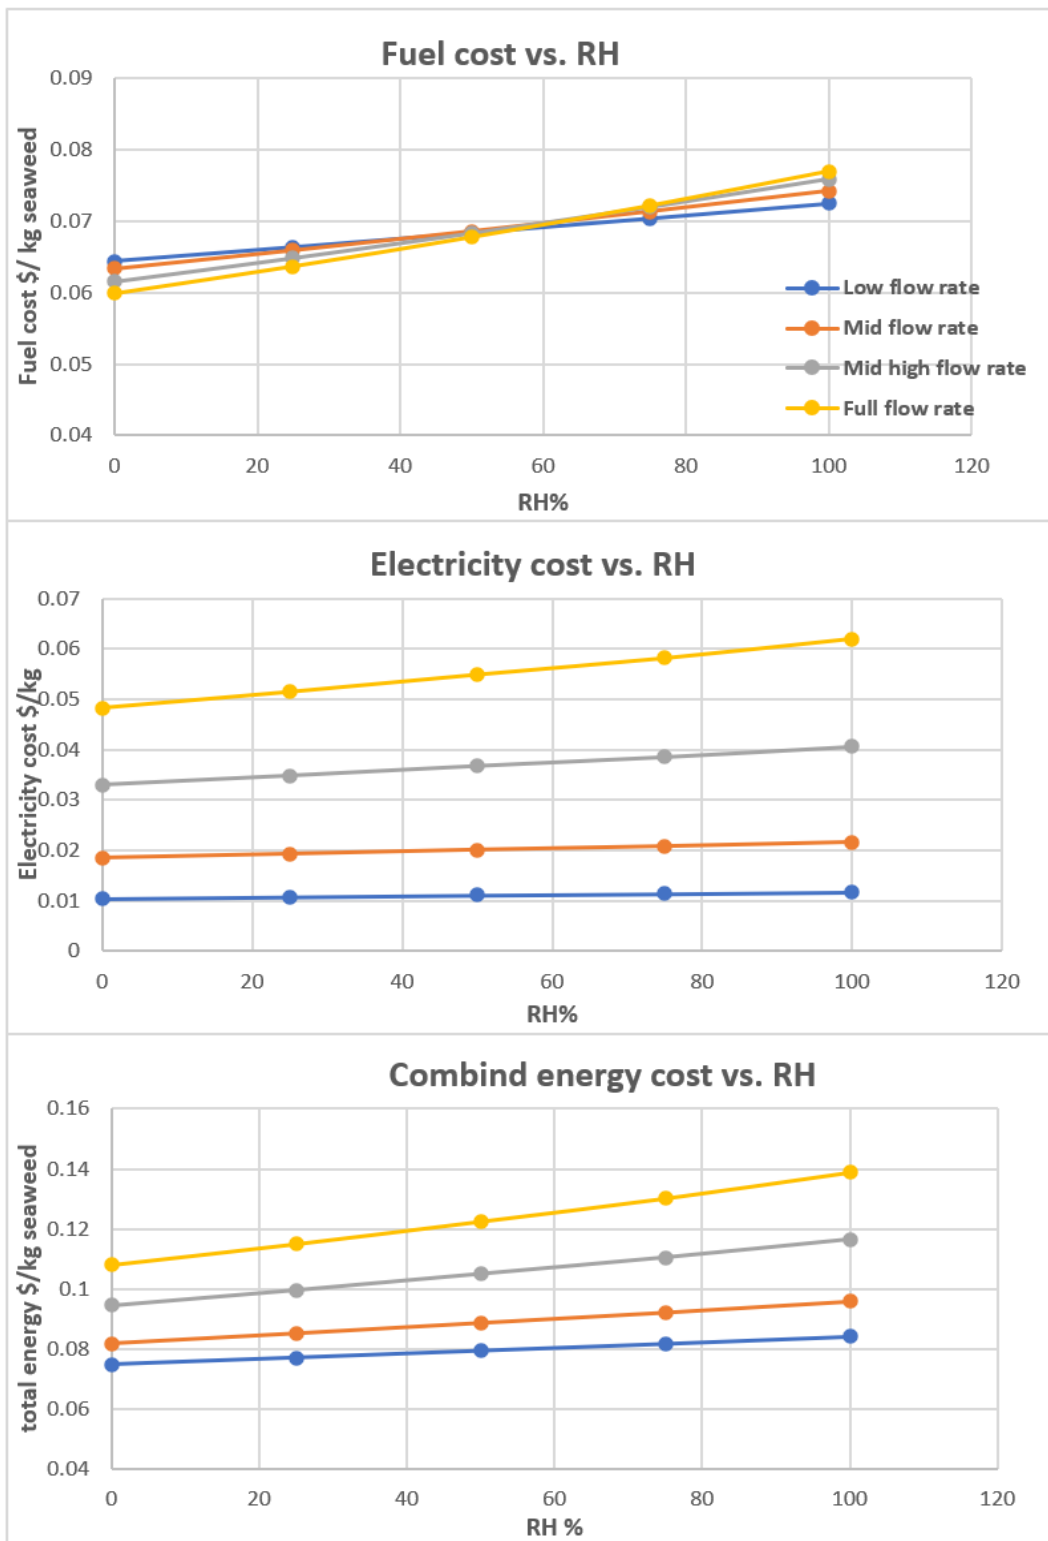 Fuel cost vs. RH
0.09
0.08
0.07
0.06
0.05
0.04
Fuel cost $/ kg seaweed
Low flow rate
Mid flow rate
Mid high flow rate
Full flow rate
0 20 40 60 80 100 120
RH%
Electricity cost vs. RH
0.07
0.06
0.05
0.04
0.03
0.02
0.01
0
Electricity cost $/kg
0 20 40 60 80 100 120
RH%
Combind energy cost vs. RH
0.16
0.14
0.12
0.1
0.08
0.06
0.04
total energy $/kg seaweed
0 20 40 60 80 100 120
RH %